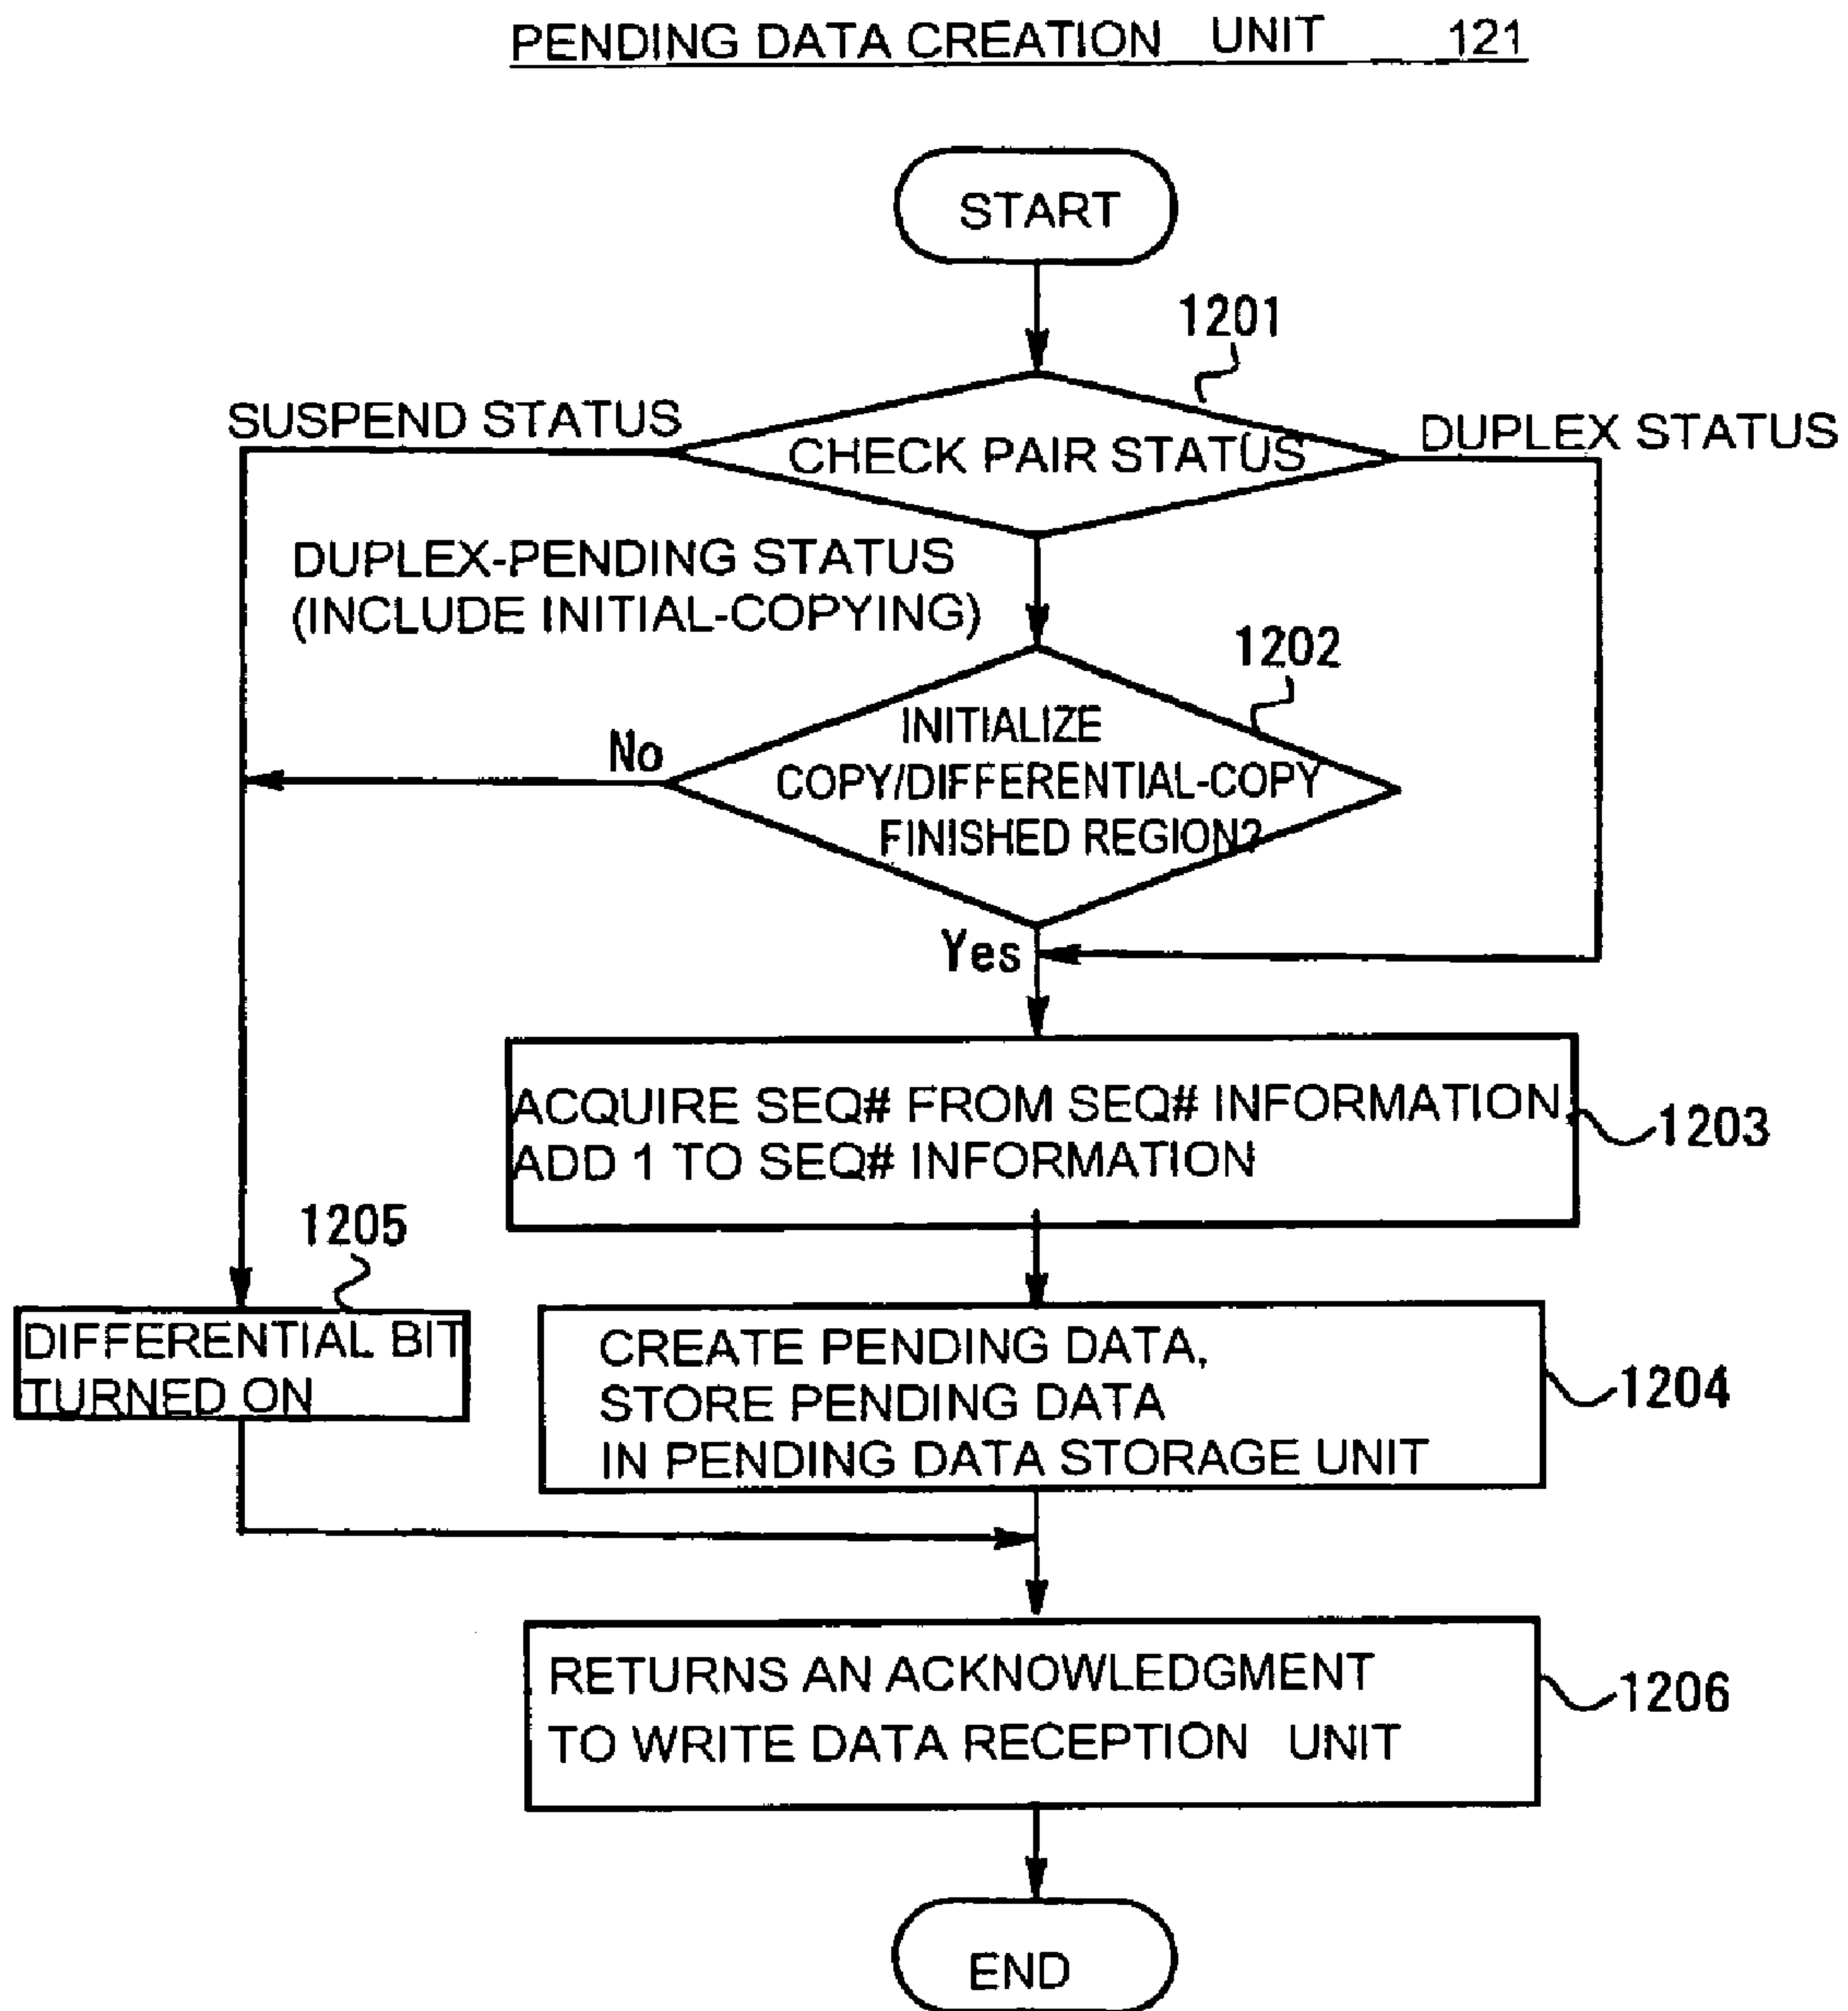 PENDING DATA CREATION UNIT 121
START
1201
SUSPEND STATUS
CHECK PAIR STATUS
DUPLEX STATUS
DUPLEX-PENDING STATUS
(INCLUDE INITIAL-COPYING)
1202
INITIALIZE
COPY/DIFFERENTIAL-COPY
FINISHED REGION?
No
Yes
ACQUIRE SEQ# FROM SEQ# INFORMATION,
ADD 1 TO SEQ# INFORMATION
1203
1205
DIFFERENTIAL BIT
TURNED ON
CREATE PENDING DATA,
STORE PENDING DATA
IN PENDING DATA STORAGE UNIT
1204
RETURNS AN ACKNOWLEDGMENT
TO WRITE DATA RECEPTION UNIT
1206
END